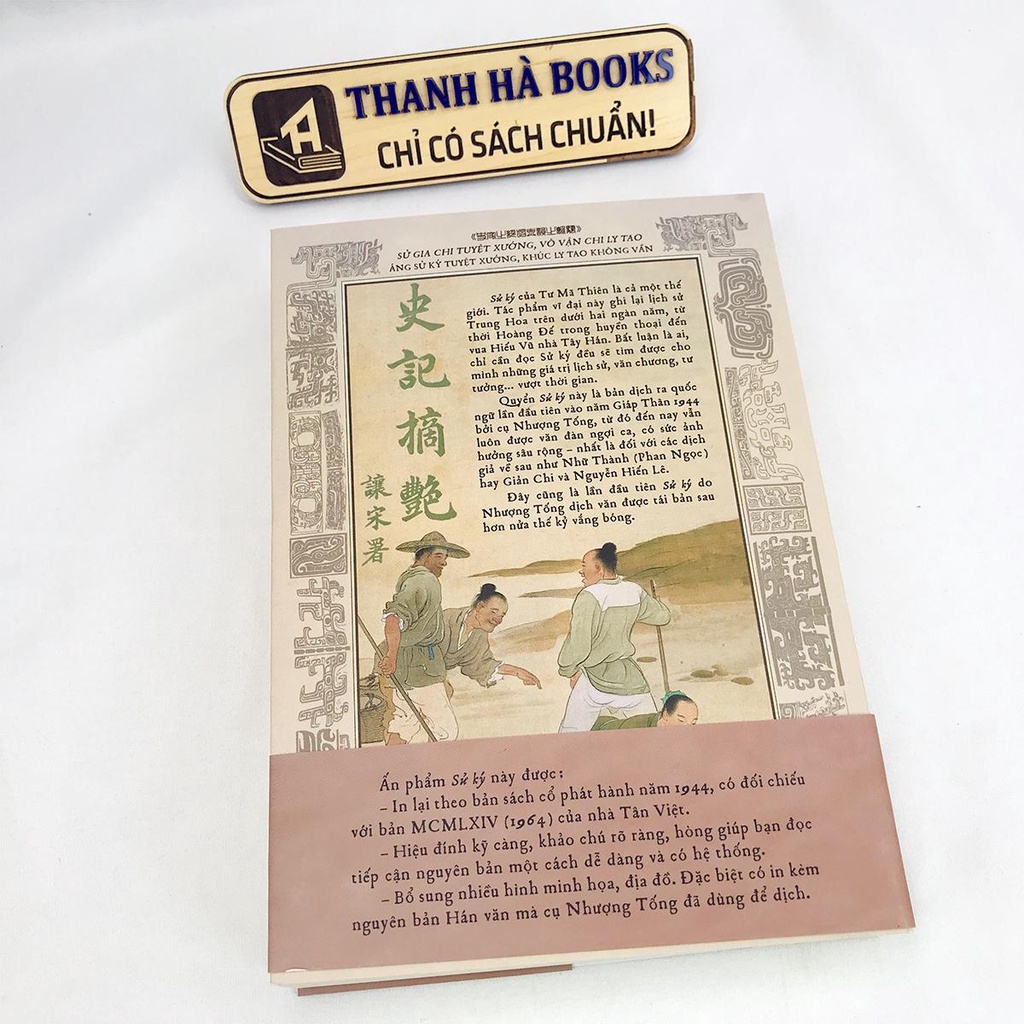 THANH HÀ BOOKS
CHỈ CÓ SÁCH CHUẨN!
SỬ GIA CHI TUYỆT XƯỚNG, VÔ VẬN CHI LY TAO
ÁNG SỬ KÝ TUYỆT XƯỚNG, KHÚC LY TAO KHÔNG VẦN
史記摘艷
讓宋署
Sử ký của Tư Mã Thiên là cả một thế
giới. Tác phẩm vĩ đại này ghi lại lịch sử
Trung Hoa trên dưới hai ngàn năm, từ
thời Hoàng Đế trong huyền thoại đến
vua Hiếu Vũ nhà Tây Hán. Bất luận là ai,
chỉ cần đọc Sử ký đều sẽ tìm được cho
mình những giá trị lịch sử, văn chương, tư
tưởng... vượt thời gian.
Quyển Sử ký này là bản dịch ra quốc
ngữ lần đầu tiên vào năm Giáp Thân 1944
bởi cụ Nhượng Tống, từ đó đến nay vẫn
luôn được văn đàn ngợi ca, có sức ảnh
hưởng sâu rộng – nhất là đối với các dịch
giả về sau như Nhữ Thành (Phan Ngọc)
hay Giản Chi và Nguyễn Hiến Lê.
Đây cũng là lần đầu tiên Sử ký do
Nhượng Tống dịch văn được tái bản sau
hơn nửa thế kỷ vắng bóng.
Ấn phẩm Sử ký này được:
– In lại theo bản sách cổ phát hành năm 1944, có đối chiếu
với bản MCMLXIV (1964) của nhà Tân Việt.
– Hiệu đính kỹ càng, khảo chú rõ ràng, hòng giúp bạn đọc
tiếp cận nguyên bản một cách dễ dàng và có hệ thống.
– Bổ sung nhiều hình minh họa, địa đồ. Đặc biệt có in kèm
nguyên bản Hán văn mà cụ Nhượng Tống đã dùng để dịch.